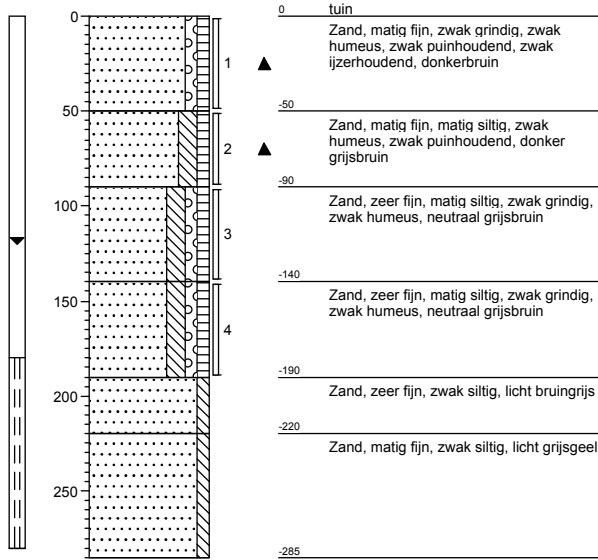 0
50
100
150
200
250
1
2
3
4
0 tuin
Zand, matig fijn, zwak grindig, zwak
humeus, zwak puinhoudend, zwak
ijzerhoudend, donkerbruin
-50
Zand, matig fijn, matig siltig, zwak
humeus, zwak puinhoudend, donker
grijsbruin
-90
Zand, zeer fijn, matig siltig, zwak grindig,
zwak humeus, neutraal grijsbruin
-140
Zand, zeer fijn, matig siltig, zwak grindig,
zwak humeus, neutraal grijsbruin
-190
Zand, zeer fijn, zwak siltig, licht bruingrijs
-220
Zand, matig fijn, zwak siltig, licht grijsgeel
-285